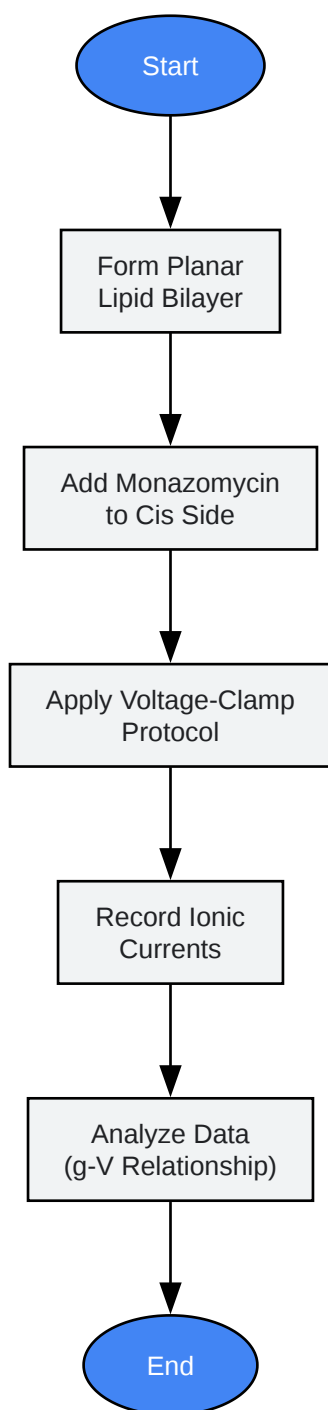 Start
Form Planar
Lipid Bilayer
Add Monazomycin
to Cis Side
Apply Voltage-Clamp
Protocol
Record Ionic
Currents
Analyze Data
(g-V Relationship)
End